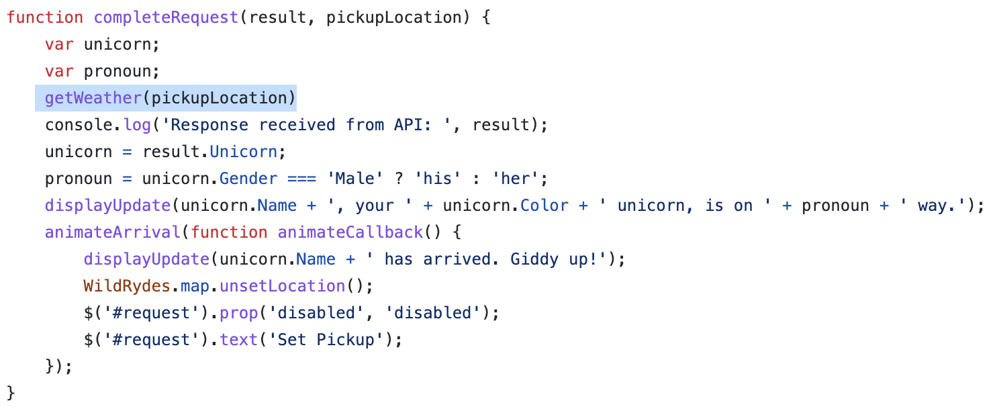 function completeRequest(result, pickupLocation) {
    var unicorn;
    var pronoun;
    getWeather(pickupLocation)
    console.log('Response received from API: ', result);
    unicorn = result.Unicorn;
    pronoun = unicorn.Gender === 'Male' ? 'his' : 'her';
    displayUpdate(unicorn.Name + ', your ' + unicorn.Color + ' unicorn, is on ' + pronoun + ' way.');
    animateArrival(function animateCallback() {
        displayUpdate(unicorn.Name + ' has arrived. Giddy up!');
        WildRydes.map.unsetLocation();
        $('#request').prop('disabled', 'disabled');
        $('#request').text('Set Pickup');
    });
}